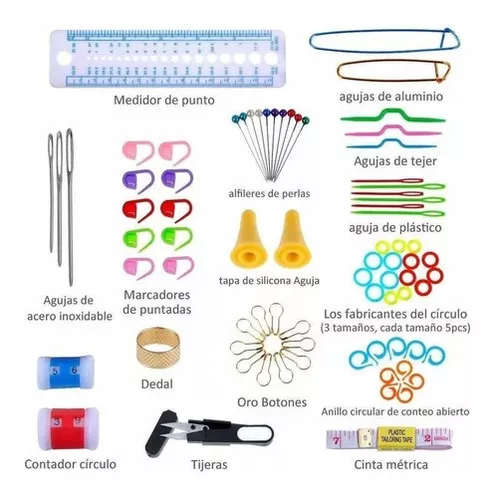 Medidor de punto
agujas de aluminio
Agujas de tejer
alfileres de perlas
aguja de plástico
tapa de silicona Aguja
Agujas de
acero inoxidable
Marcadores
de puntadas
Los fabricantes del círculo
(3 tamaños, cada tamaño 5pcs)
Dedal
Oro Botones
Anillo circular de conteo abierto
PLASTIC
TAILORING TAPE
7
2
Contador círculo
Tijeras
Cinta métrica